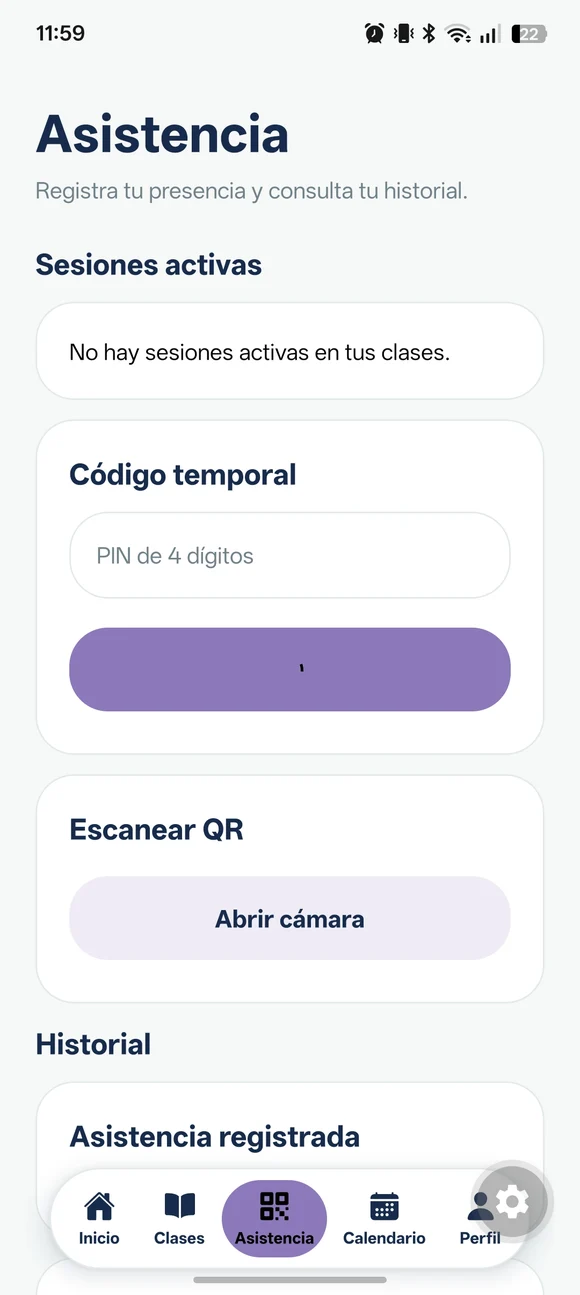 11:59
22
Asistencia
Registra tu presencia y consulta tu historial.
Sesiones activas
No hay sesiones activas en tus clases.
Código temporal
PIN de 4 dígitos
Escanear QR
Abrir cámara
Historial
Asistencia registrada
Inicio
Clases
Asistencia
Calendario
Perfil